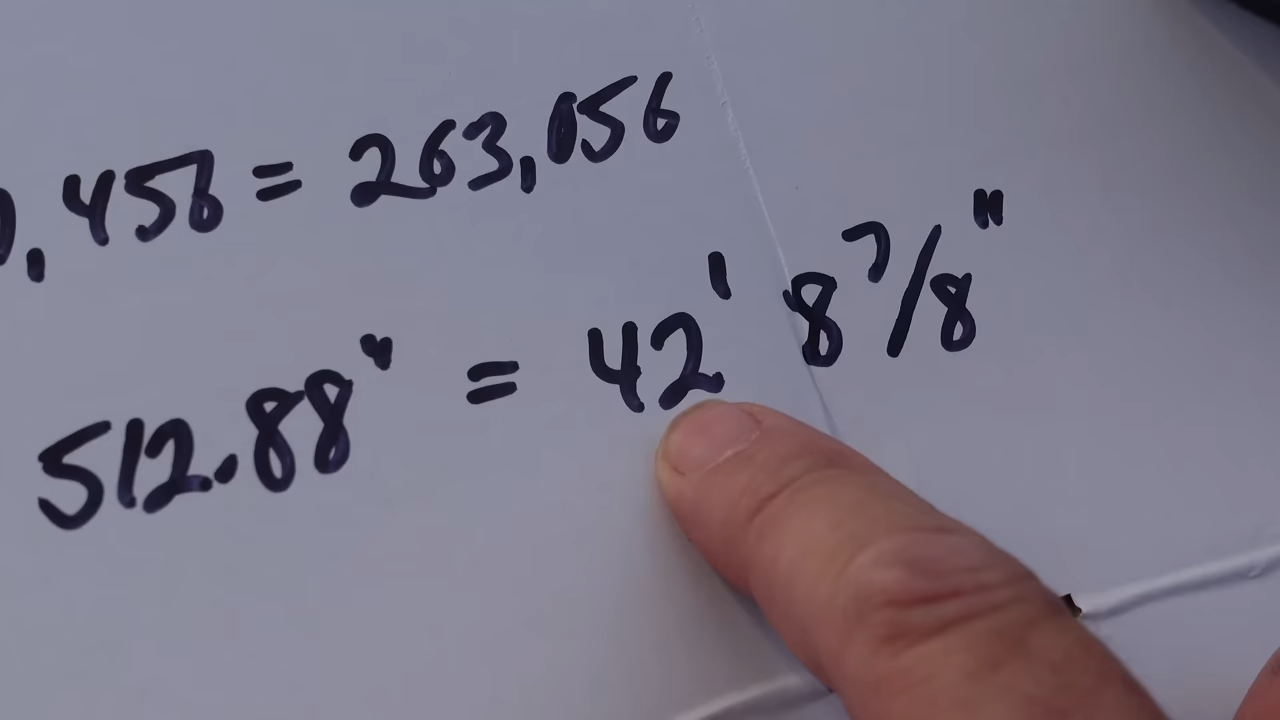 ,456 = 263,056
512.88" = 42' 8 7/8"